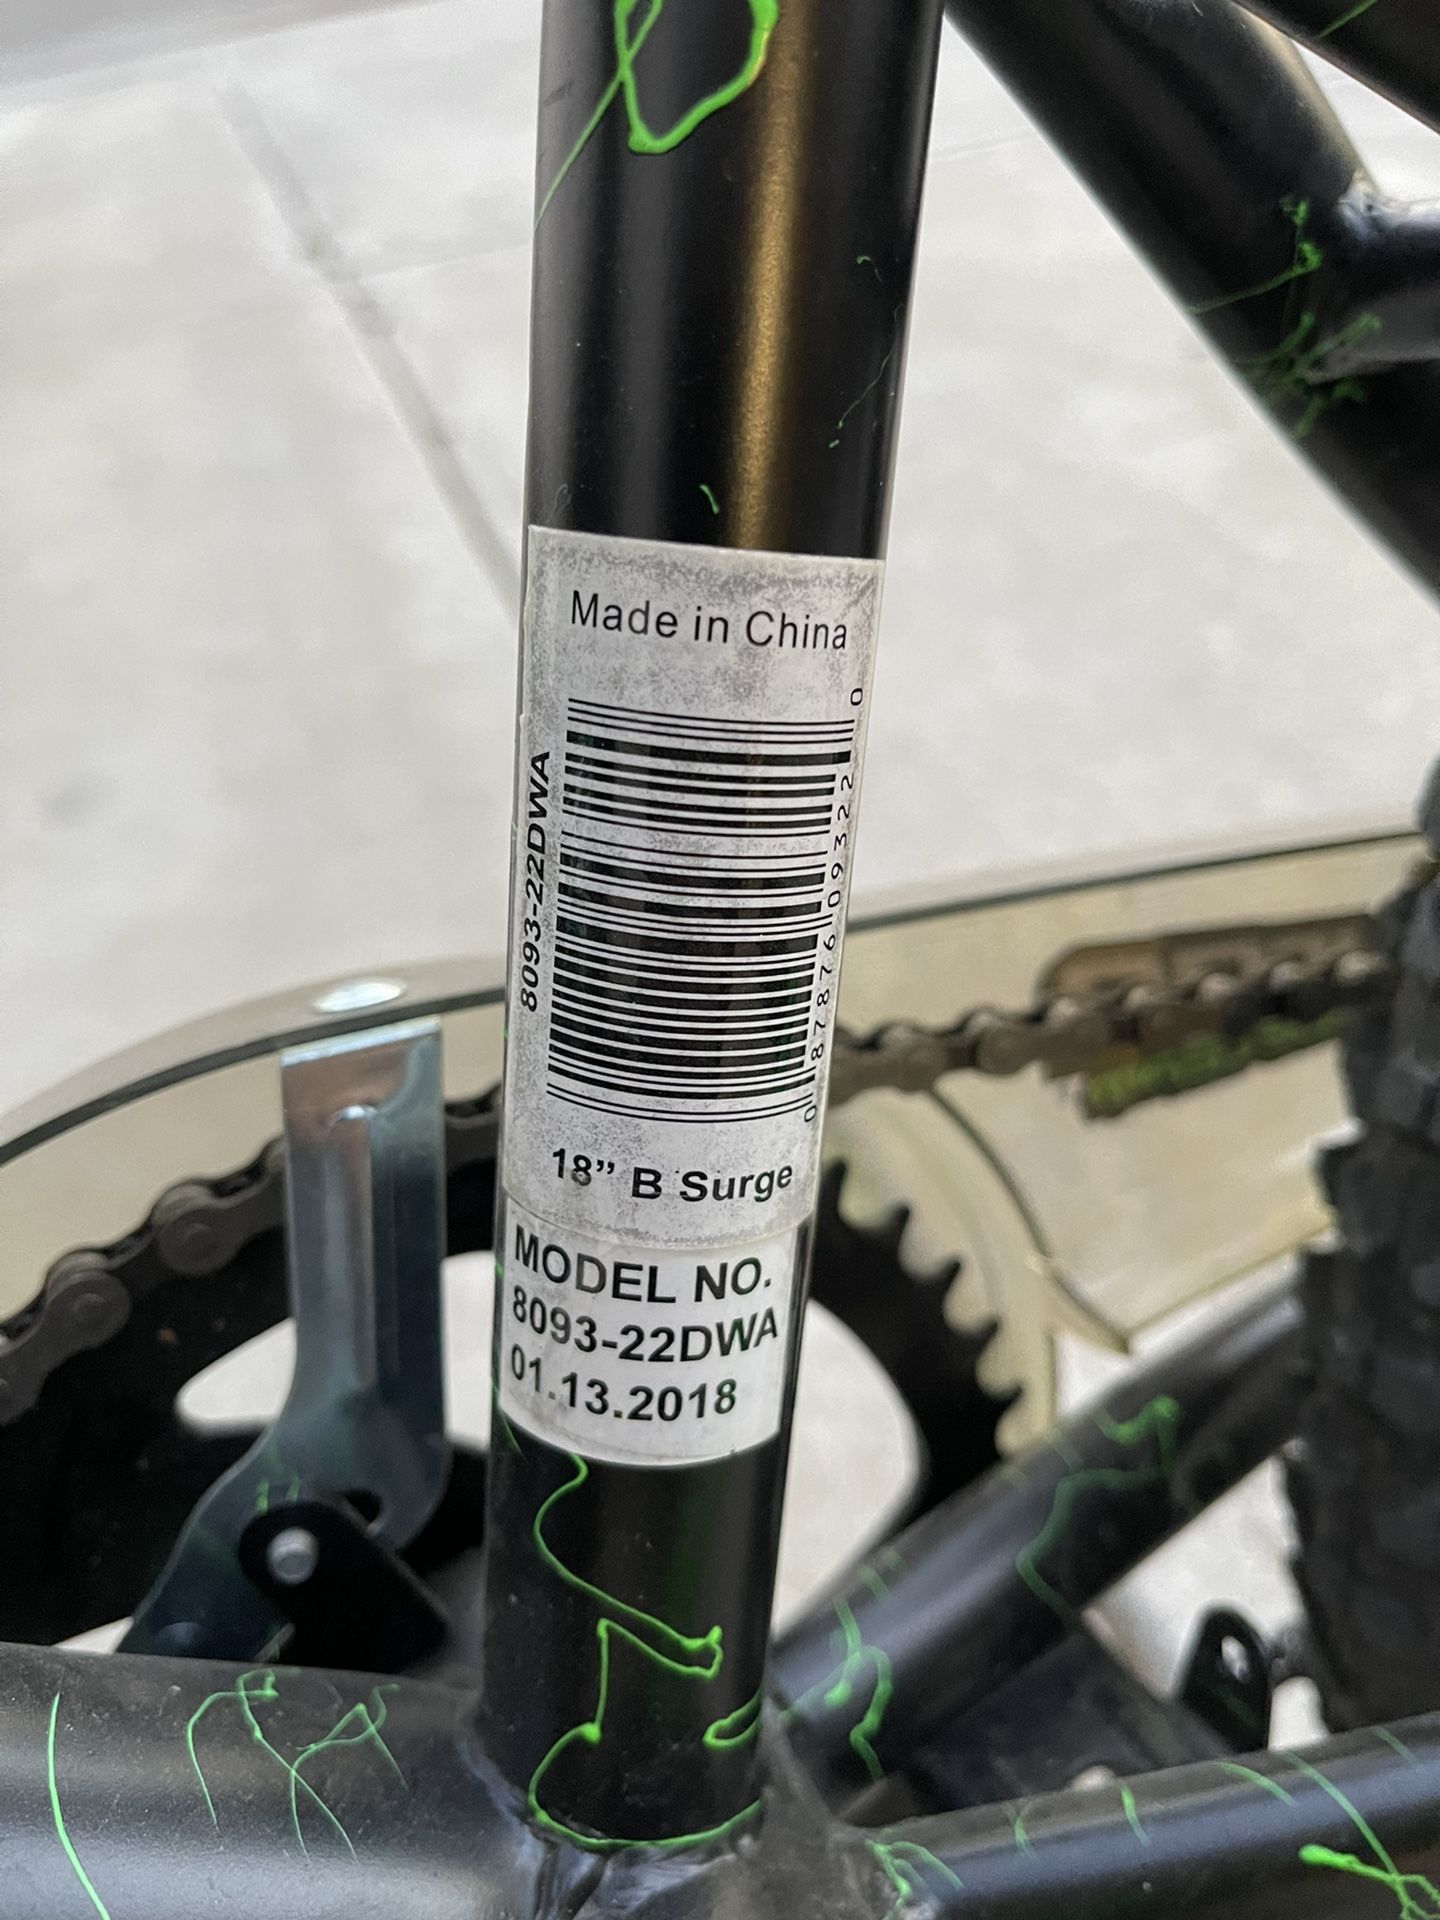 Made in China
8093-22DWA
0 87876 09322 0
18” B Surge
MODEL NO.
8093-22DWA
01.13.2018